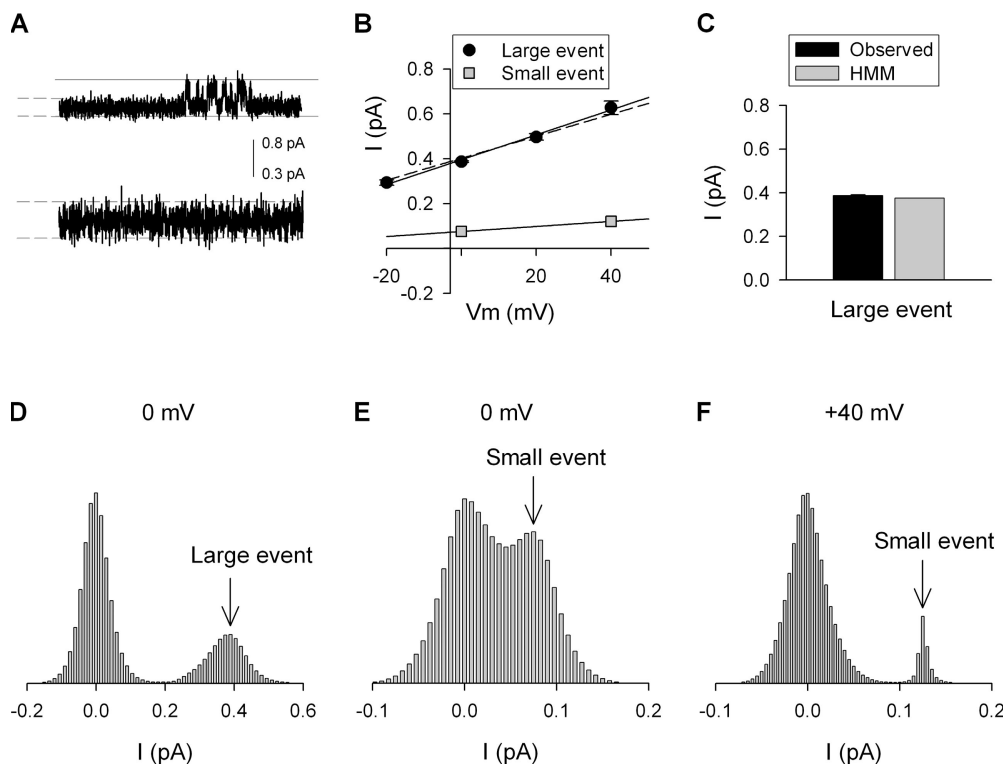 A
0.8 pA
0.3 pA
B
Large event
Small event
0.8
0.6
0.4
0.2
-0.2
I (pA)
-20
0
20
40
Vm (mV)
C
Observed
HMM
0.8
0.6
0.4
0.2
0.0
I (pA)
Large event
D
0 mV
Large event
-0.2
0.0
0.2
0.4
0.6
I (pA)
E
0 mV
Small event
-0.1
0.0
0.1
0.2
I (pA)
F
+40 mV
Small event
-0.1
0.0
0.1
0.2
I (pA)